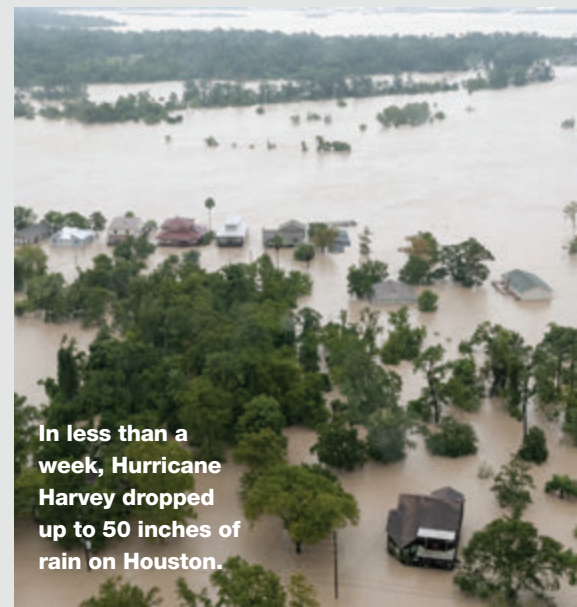 In less than a
week, Hurricane
Harvey dropped
up to 50 inches of
rain on Houston.